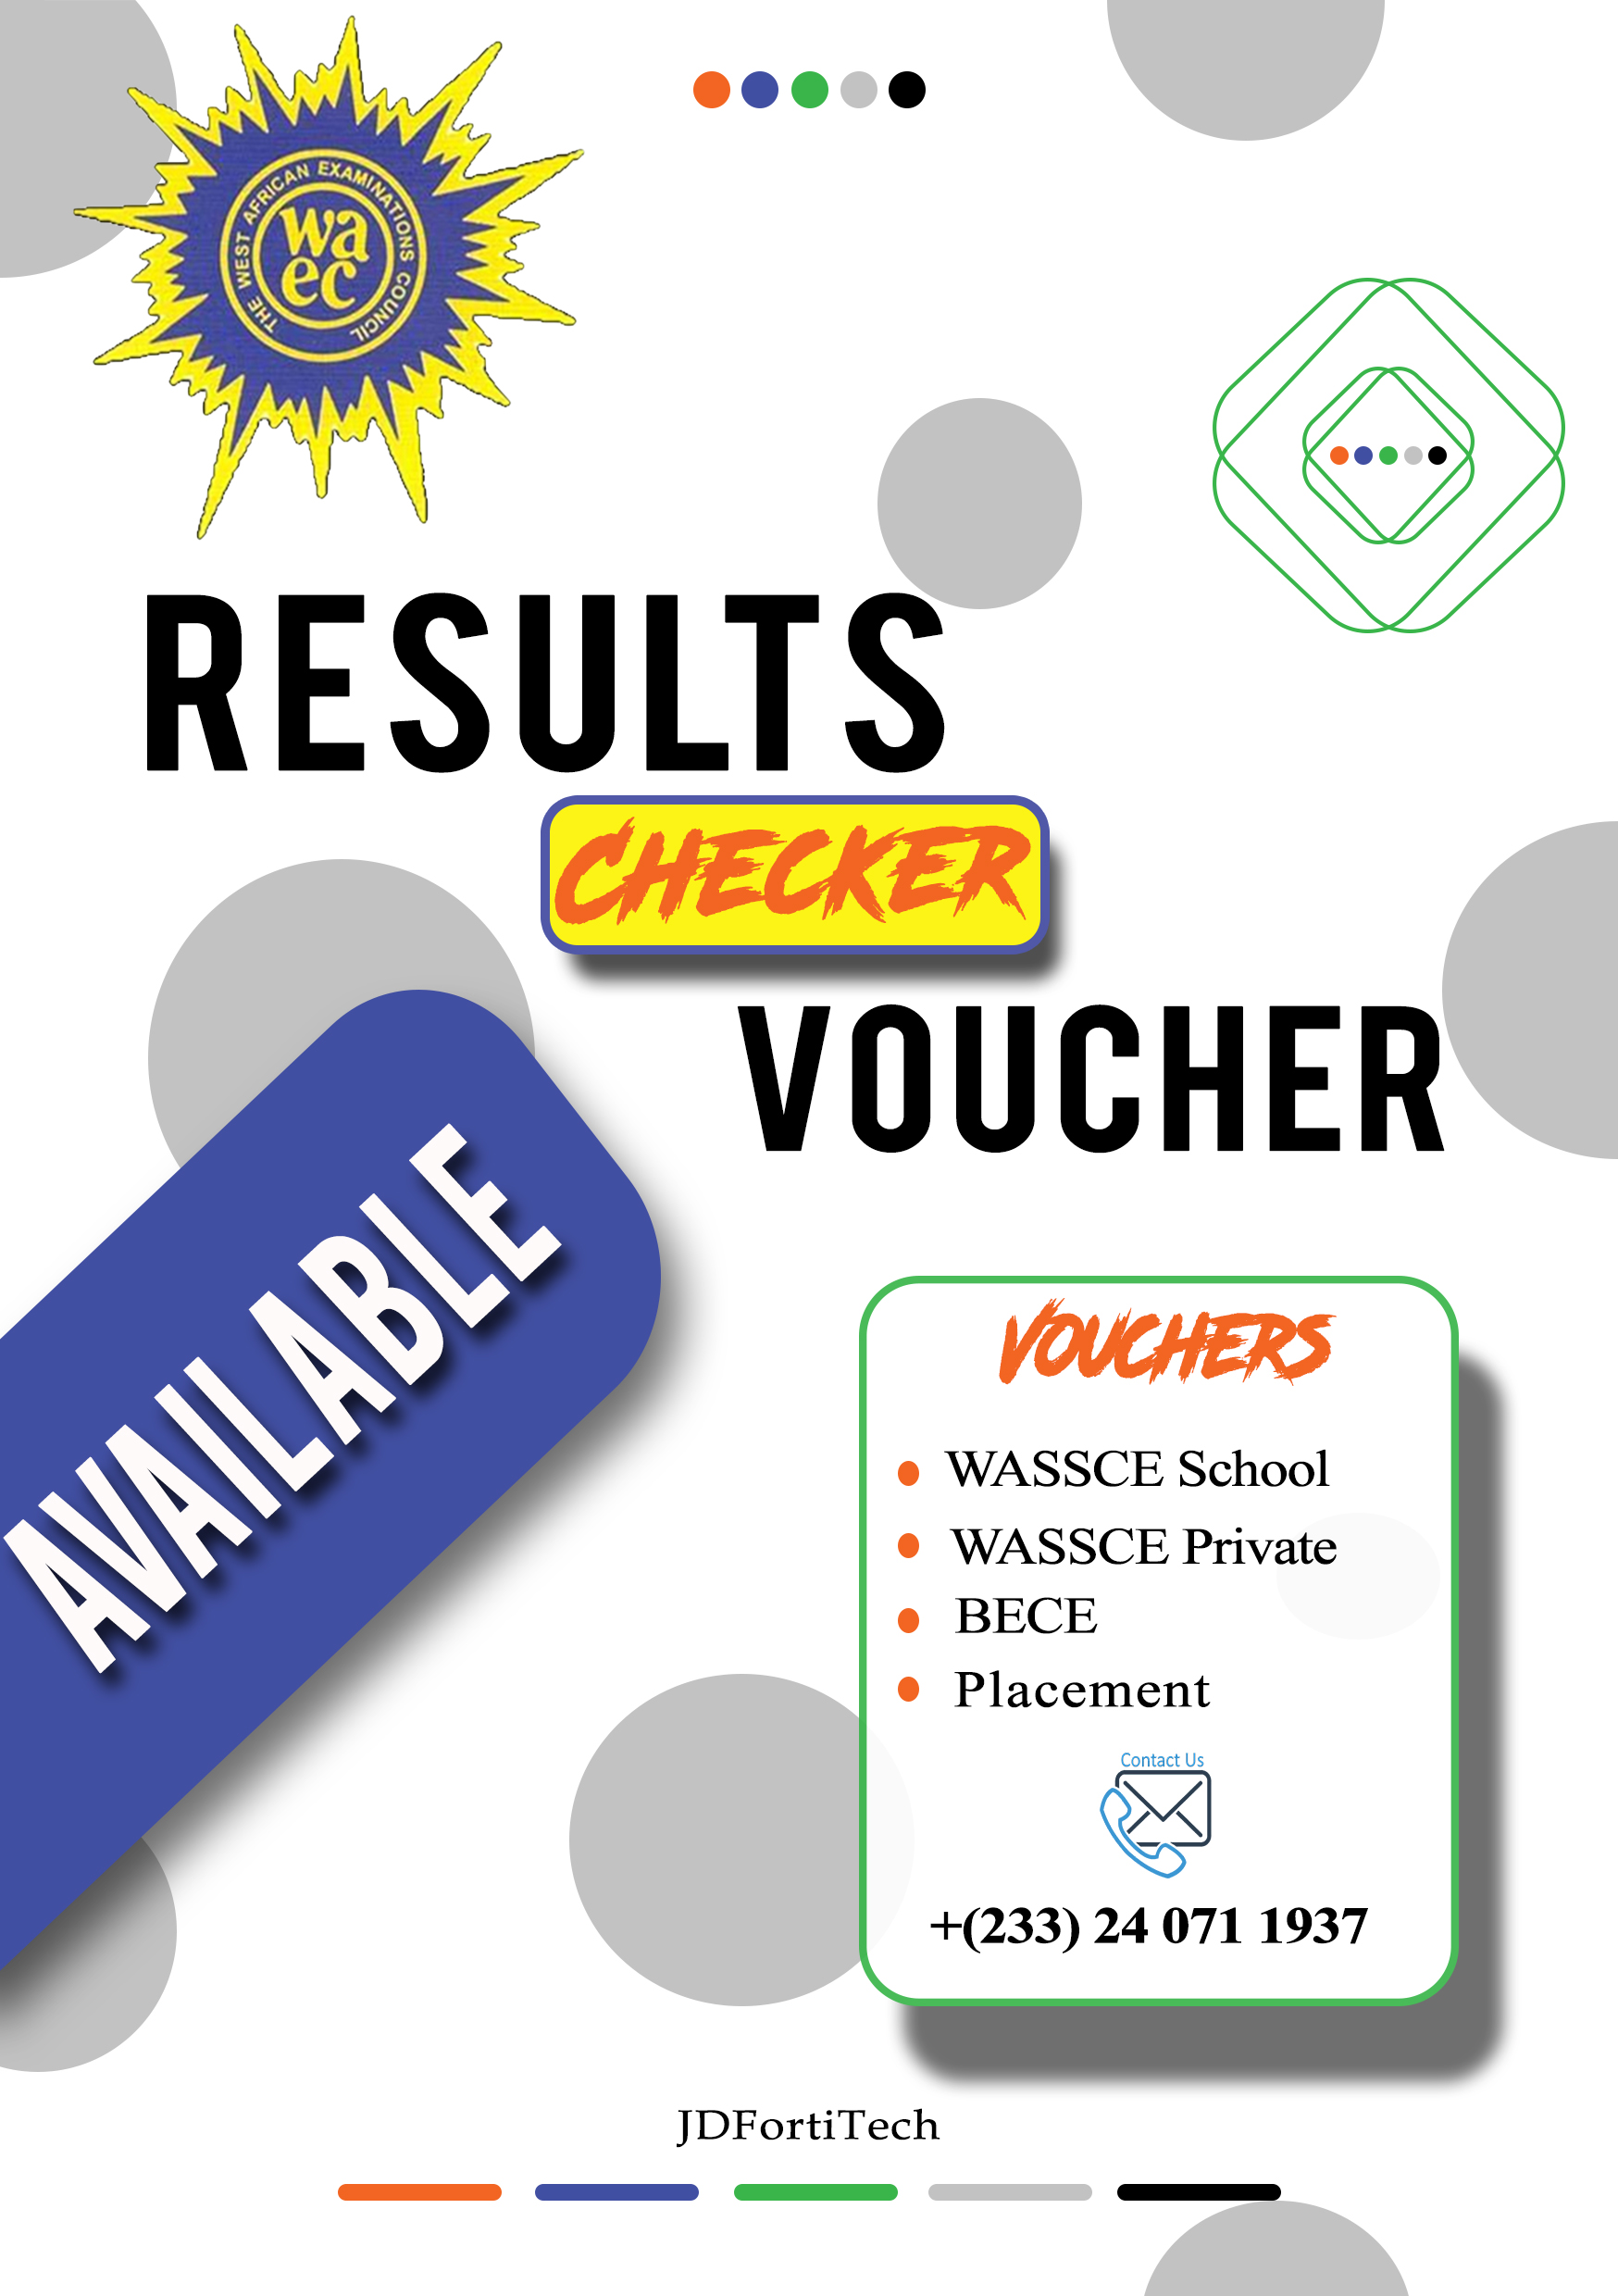 THE WEST AFRICAN EXAMINATIONS COUNCIL
wa
ec
RESULTS
CHECKER
VOUCHER
AVAILABLE
VOUCHERS
WASSCE School
WASSCE Private
BECE
Placement
Contact Us
+(233) 24 071 1937
JDFortiTech